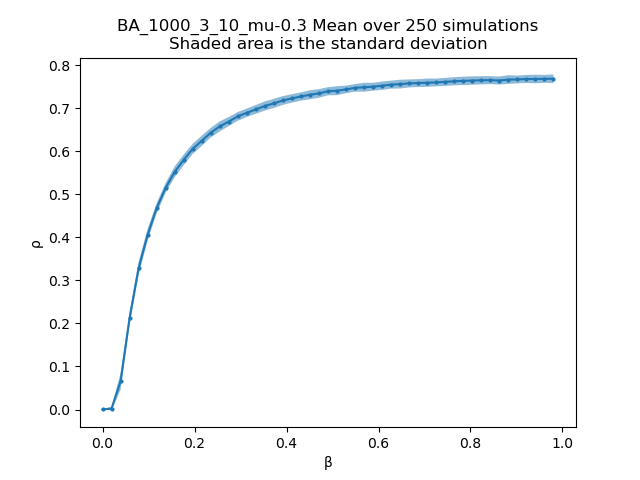 BA_1000_3_10_mu-0.3 Mean over 250 simulations
Shaded area is the standard deviation
0.8
0.7
0.6
0.5
0.4
0.3
0.2
0.1
0.0
ρ
0.0 0.2 0.4 0.6 0.8 1.0
β